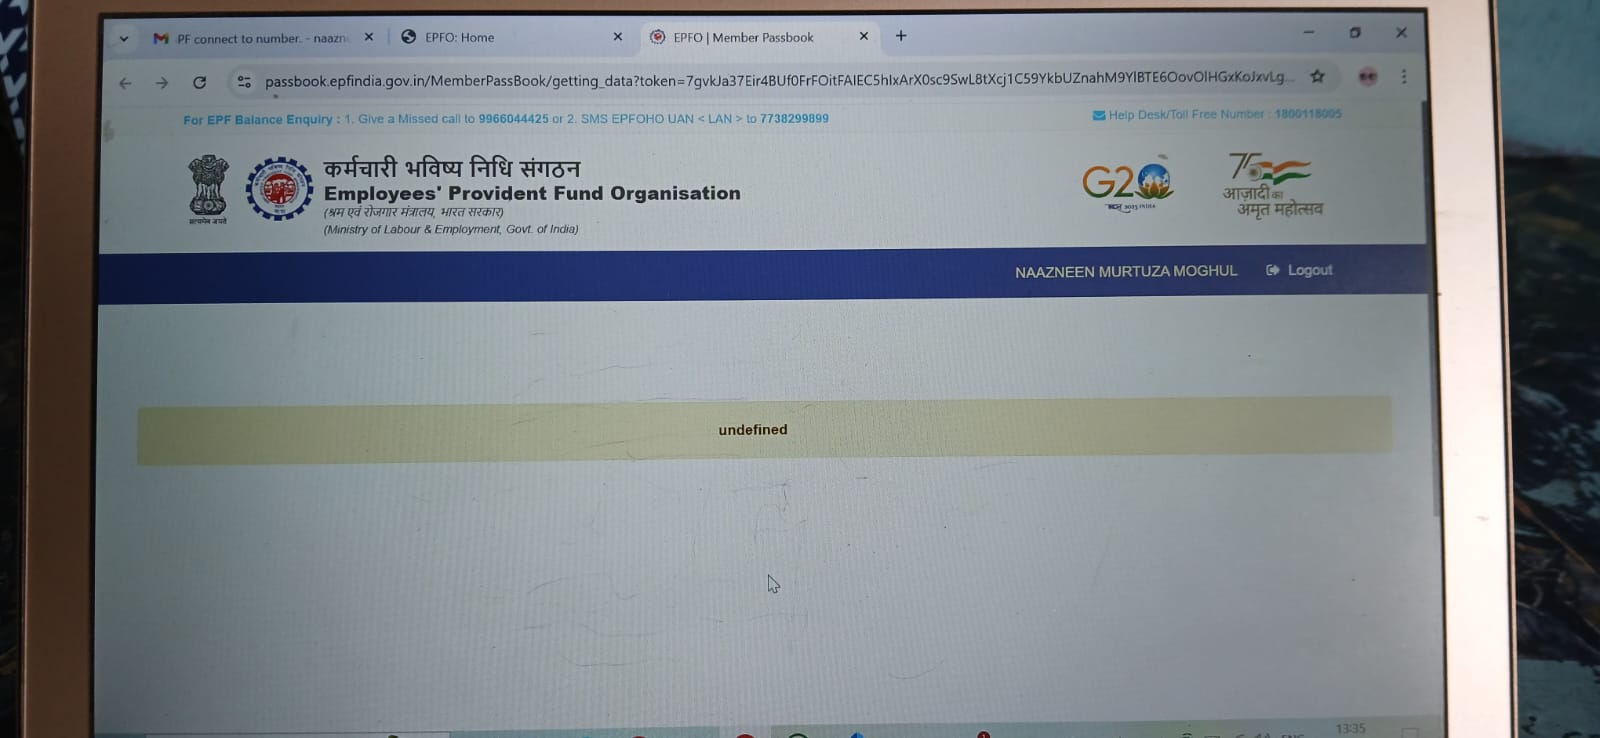 PF connect to number. - naazn
EPFO: Home
EPFO | Member Passbook
passbook.epfindia.gov.in/MemberPassBook/getting_data?token=7gvkJa37Eir4BUf0FrFOitFAIEC5hIxArX0sc9SwL8tXcj1C59YkbUZnahM9YlBTE6OovOlHGxKoJxvLg...
For EPF Balance Enquiry : 1. Give a Missed call to 9966044425 or 2. SMS EPFOHO UAN < LAN > to 7738299899
Help Desk/Toll Free Number : 1800118005
कर्मचारी भविष्य निधि संगठन
Employees' Provident Fund Organisation
(श्रम एवं रोजगार मंत्रालय, भारत सरकार)
(Ministry of Labour & Employment, Govt. of India)
सत्यमेव जयते
G20
75
आज़ादी का
अमृत महोत्सव
NAAZNEEN MURTUZA MOGHUL
Logout
undefined
13:35